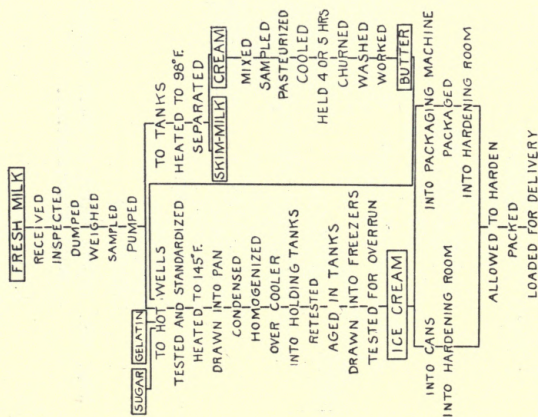 FRESH MILK
RECEIVED
INSPECTED
DUMPED
WEIGHED
SAMPLED
PUMPED
SUGAR
GELATIN
TO HOT WELLS
TESTED AND STANDARDIZED
HEATED TO 145°F.
DRAWN INTO PAN
CONDENSED
HOMOGENIZED
OVER COOLER
INTO HOLDING TANKS
RETESTED
AGED IN TANKS
DRAWN INTO FREEZERS
TESTED FOR OVERRUN
ICE CREAM
INTO CANS
INTO HARDENING ROOM
TO TANKS
HEATED TO 90°F.
SEPARATED
SKIM-MILK
CREAM
MIXED
SAMPLED
PASTEURIZED
COOLED
HELD 4 OR 5 HRS
CHURNED
WASHED
WORKED
BUTTER
INTO PACKAGING MACHINE
PACKAGED
INTO HARDENING ROOM
ALLOWED TO HARDEN
PACKED
LOADED FOR DELIVERY